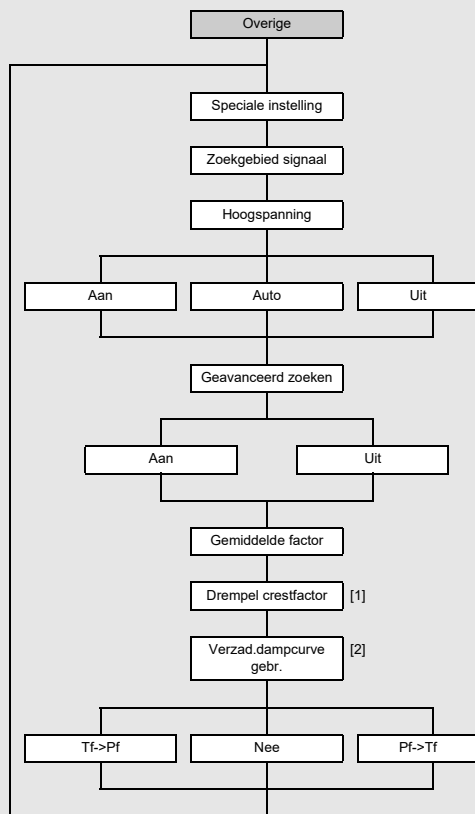 Overige
Speciale instelling
Zoekgebied signaal
Hoogspanning
Aan Auto Uit
Geavanceerd zoeken
Aan Uit
Gemiddelde factor
Drempel crestfactor [1]
Verzad.dampcurve [2]
gebr.
Tf->Pf Nee Pf->Tf